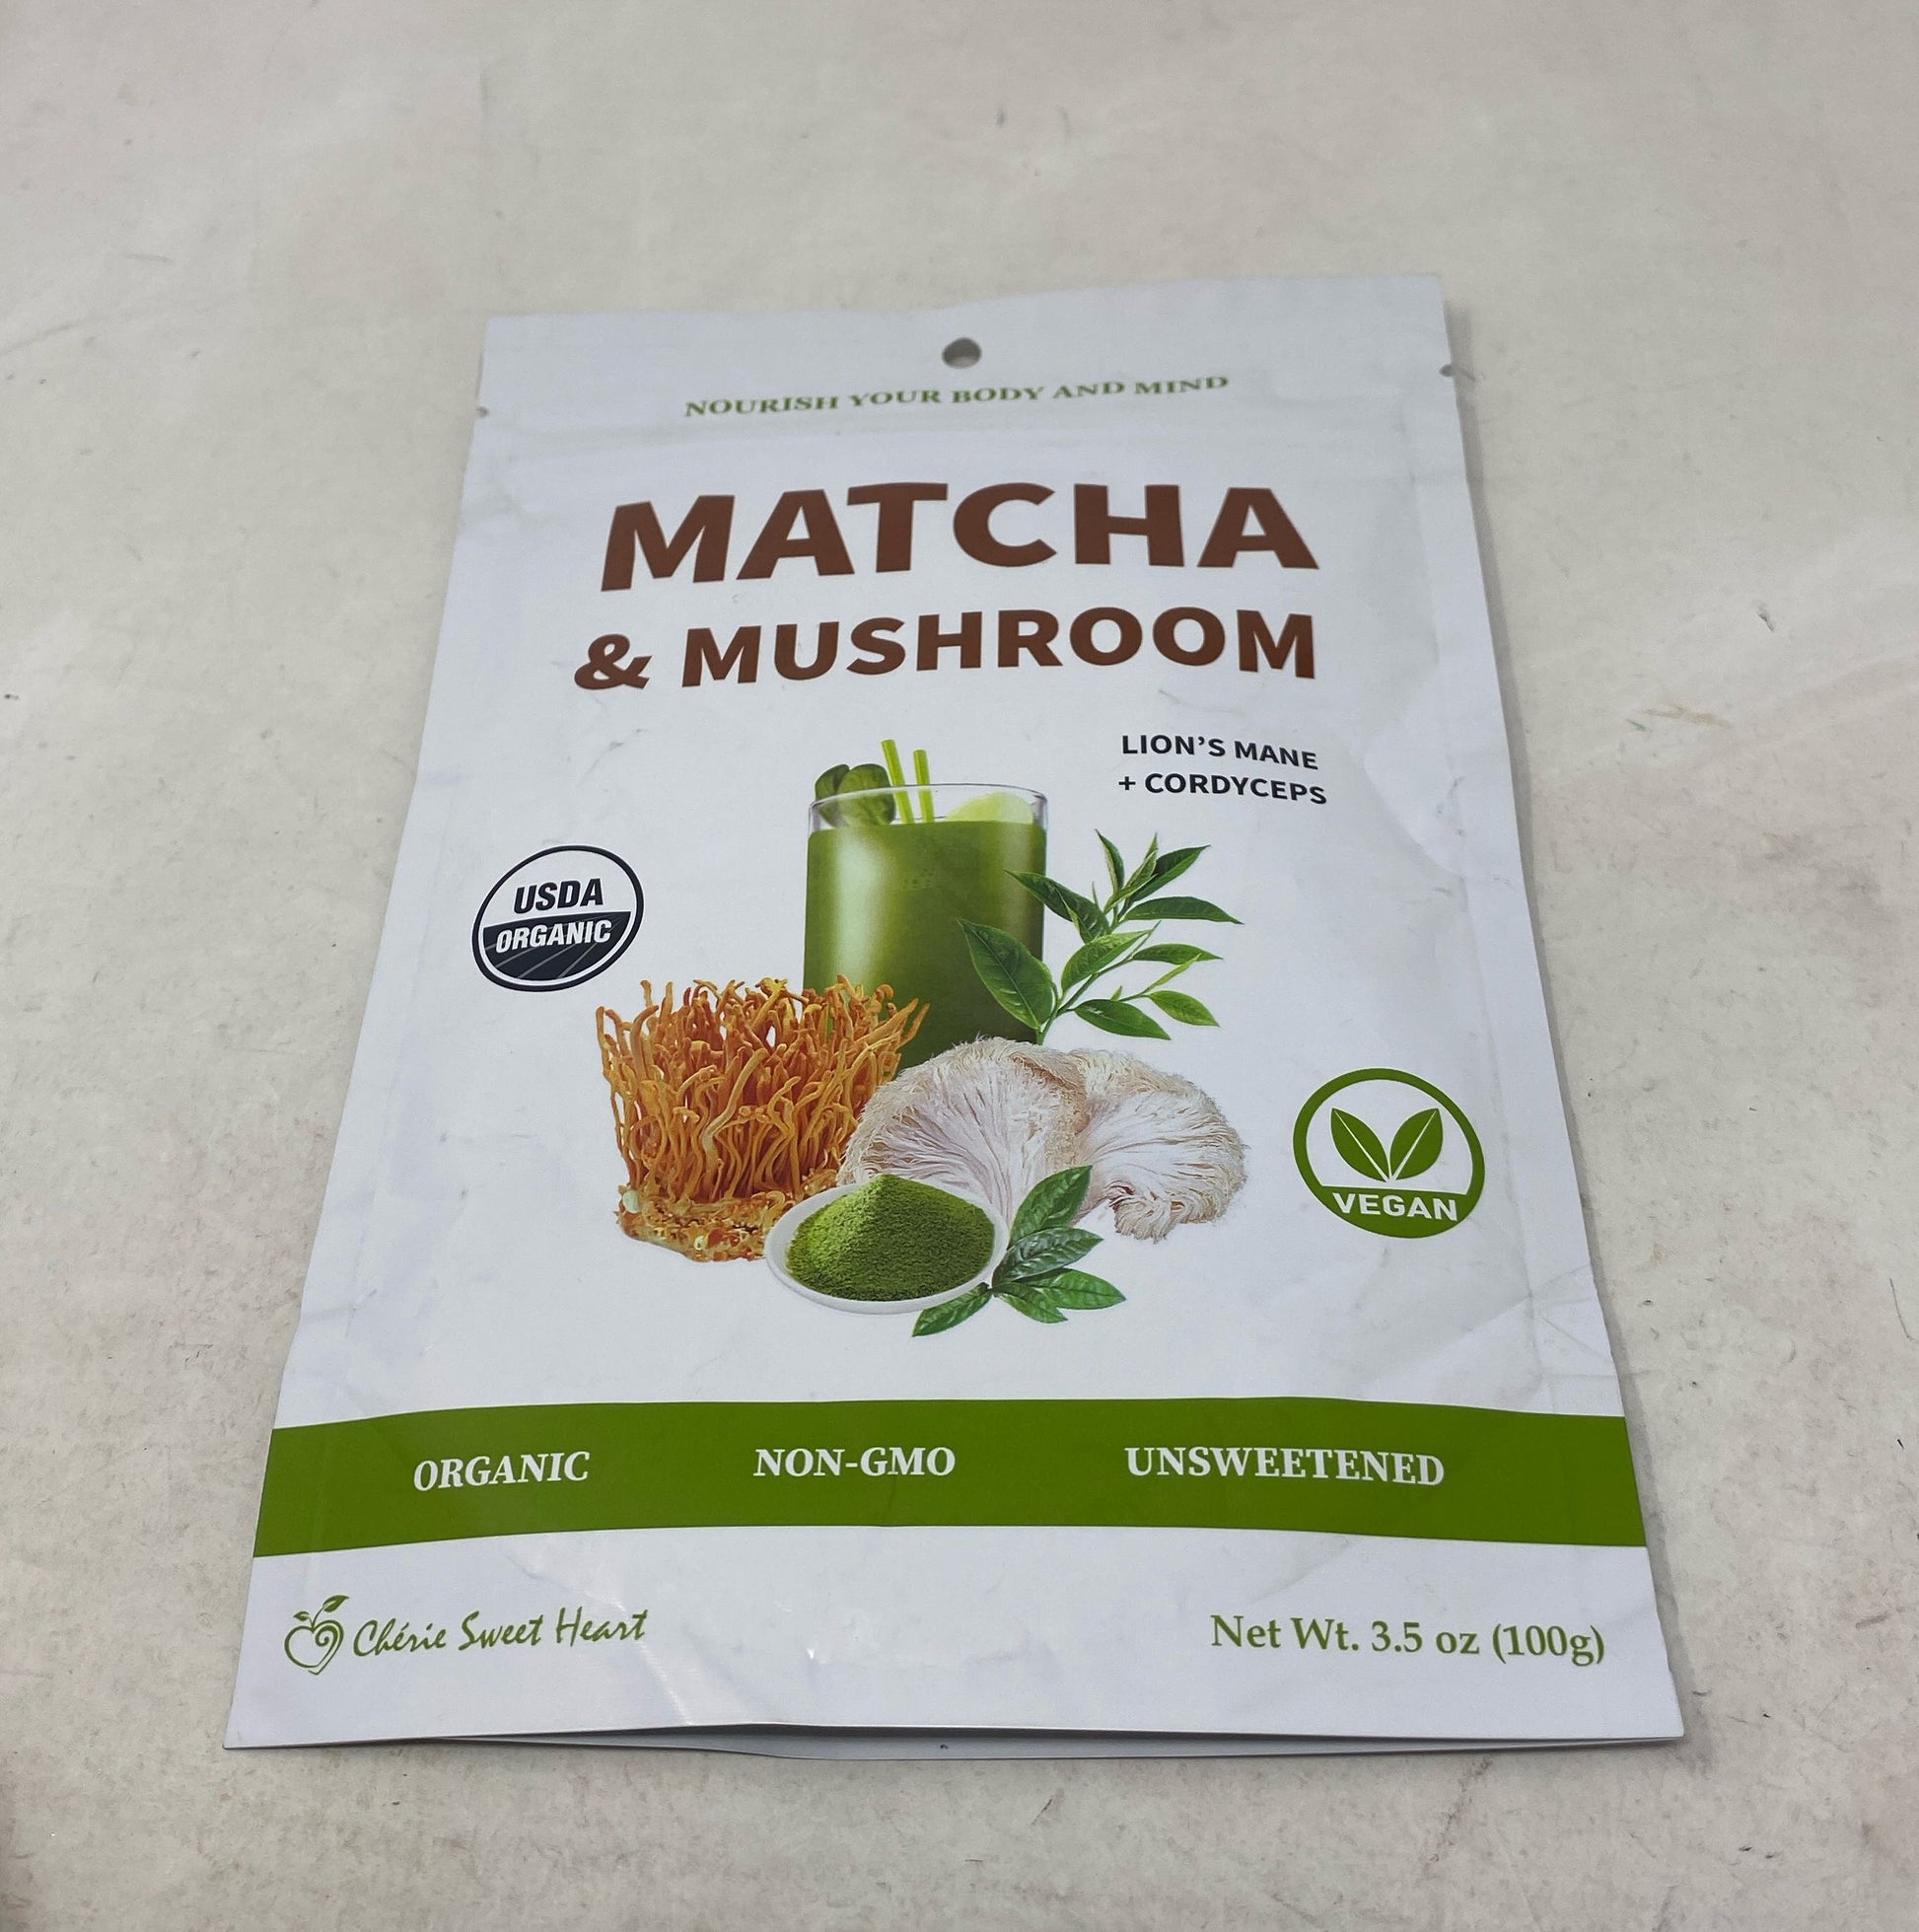 NOURISH YOUR BODY AND MIND
MATCHA
& MUSHROOM
LION'S MANE
+ CORDYCEPS
USDA
ORGANIC
VEGAN
ORGANIC NON-GMO UNSWEETENED
Chérie Sweet Heart
Net Wt. 3.5 oz (100g)